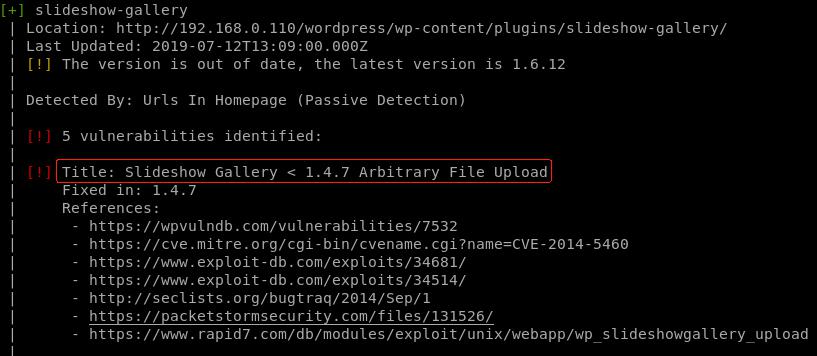 [+] slideshow-gallery
| Location: http://192.168.0.110/wordpress/wp-content/plugins/slideshow-gallery/
| Last Updated: 2019-07-12T13:09:00.000Z
| [!] The version is out of date, the latest version is 1.6.12
|
| Detected By: Urls In Homepage (Passive Detection)
|
| [!] 5 vulnerabilities identified:
|
| [!] Title: Slideshow Gallery < 1.4.7 Arbitrary File Upload
|     Fixed in: 1.4.7
|     References:
|      - https://wpvulndb.com/vulnerabilities/7532
|      - https://cve.mitre.org/cgi-bin/cvename.cgi?name=CVE-2014-5460
|      - https://www.exploit-db.com/exploits/34681/
|      - https://www.exploit-db.com/exploits/34514/
|      - http://seclists.org/bugtraq/2014/Sep/1
|      - https://packetstormsecurity.com/files/131526/
|      - https://www.rapid7.com/db/modules/exploit/unix/webapp/wp_slideshowgallery_upload
|